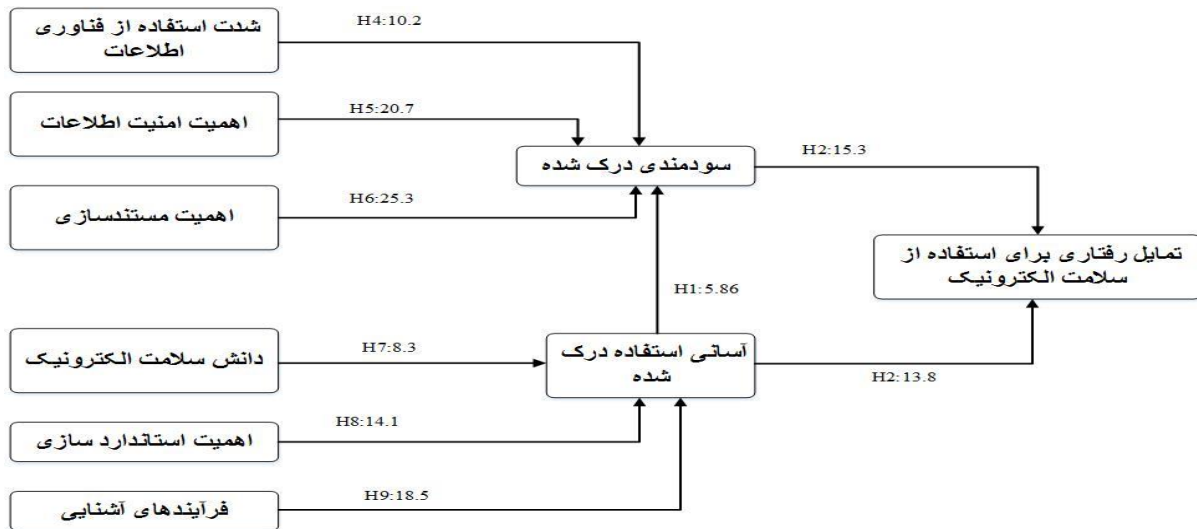 شدت استفاده از فناوری
اطلاعات
H4:10.2
اهمیت امنیت اطلاعات
H5:20.7
سودمندی درک شده
H2:15.3
اهمیت مستندسازی
H6:25.3
تمایل رفتاری برای استفاده از
سلامت الکترونیک
H1:5.86
دانش سلامت الکترونیک
H7:8.3
آسانی استفاده درک
شده
H2:13.8
اهمیت استاندارد سازی
H8:14.1
فرآیندهای آشنایی
H9:18.5